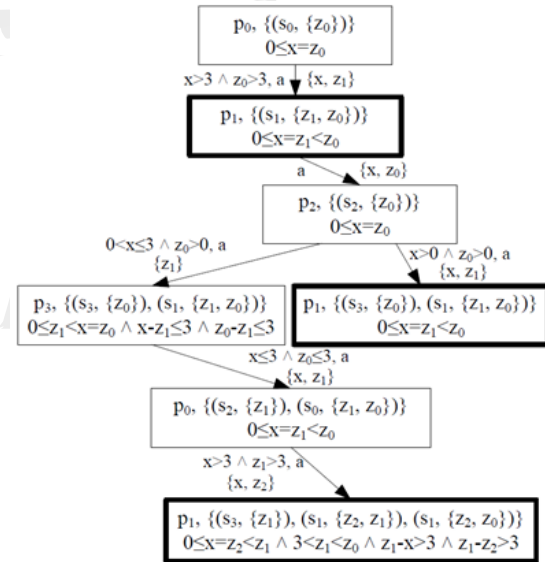 p₀, {(s₀, {z₀})}
0≤x=z₀
x>3 ∧ z₀>3, a {x, z₁}
p₁, {(s₁, {z₁, z₀})}
0≤x=z₁<z₀
a {x, z₀}
p₂, {(s₂, {z₀})}
0≤x=z₀
0<x≤3 ∧ z₀>0, a
{z₁}
x>0 ∧ z₀>0, a
{x, z₁}
p₃, {(s₃, {z₀}), (s₁, {z₁, z₀})}
0≤z₁<x=z₀ ∧ x-z₁≤3 ∧ z₀-z₁≤3
p₁, {(s₃, {z₀}), (s₁, {z₁, z₀})}
0≤x=z₁<z₀
x≤3 ∧ z₀≤3, a
{x, z₁}
p₀, {(s₂, {z₁}), (s₀, {z₁, z₀})}
0≤x=z₁<z₀
x>3 ∧ z₁>3, a
{x, z₂}
p₁, {(s₃, {z₁}), (s₁, {z₂, z₁}), (s₁, {z₂, z₀})}
0≤x=z₂<z₁ ∧ 3<z₁<z₀ ∧ z₁-x>3 ∧ z₁-z₂>3